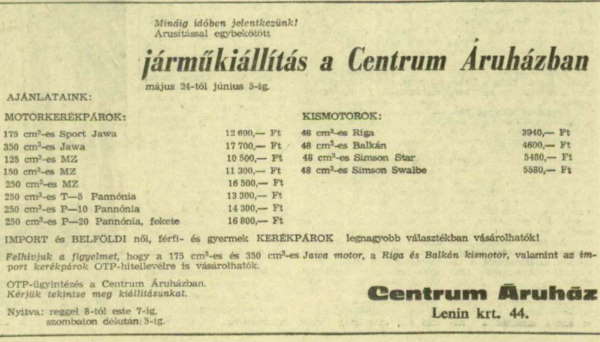 Mindig időben jelentkezünk!
Árusítással egybekötött
járműkiállítás a Centrum Áruházban
május 24-től június 5-ig.
AJÁNLATAINK:
MOTORKERÉKPÁROK:
175 cm³-es Sport Jawa 12 600,— Ft
350 cm³-es Jawa 17 700,— Ft
125 cm³-es MZ 10 500,— Ft
150 cm³-es MZ 11 300,— Ft
250 cm³-es MZ 16 500,— Ft
250 cm³-es T—5 Pannónia 13 300,— Ft
250 cm³-es P—10 Pannónia 14 300,— Ft
250 cm³-es P—20 Pannónia, fekete 16 800,— Ft
KISMOTOROK:
48 cm³-es Riga 3940,— Ft
48 cm³-es Balkán 4600,— Ft
48 cm³-es Simson Star 5480,— Ft
48 cm³-es Simson Swalbe 5580,— Ft
IMPORT és BELFÖLDI női, férfi- és gyermek KERÉKPÁROK legnagyobb választékban vásárolhatók!
Felhívjuk a figyelmet, hogy a 175 cm³-es és 350 cm³-es Jawa motor, a Riga és Balkán kismotor, valamint az im-
port kerékpárok OTP-hitellevélre is vásárolhatók.
OTP-ügyintézés a Centrum Áruházban.
Kérjük tekintse meg kiállításunkat.
Nyitva: reggel 8-tól este 7-ig,
szombaton délután 3-ig.
Centrum Áruház
Lenin krt. 44.